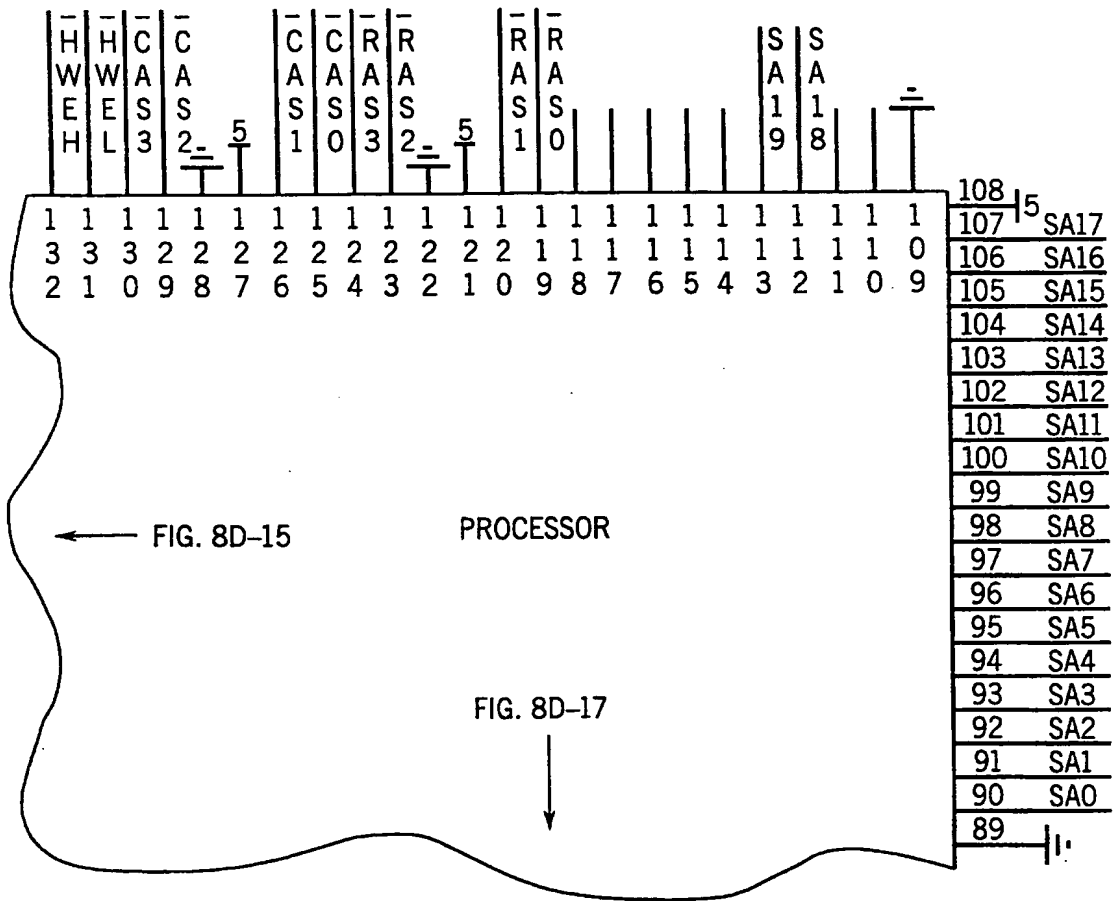 -HWEH
-HWEL
-CAS3
-CAS2
5
-CAS1
-CAS0
-RAS3
-RAS2
5
-RAS1
-RAS0
SA19
SA18
132
131
130
129
128
127
126
125
124
123
122
121
120
119
118
117
116
115
114
113
112
111
110
109
108 5
107 SA17
106 SA16
105 SA15
104 SA14
103 SA13
102 SA12
101 SA11
100 SA10
99 SA9
98 SA8
97 SA7
96 SA6
95 SA5
94 SA4
93 SA3
92 SA2
91 SA1
90 SA0
89
FIG. 8D–15
PROCESSOR
FIG. 8D–17